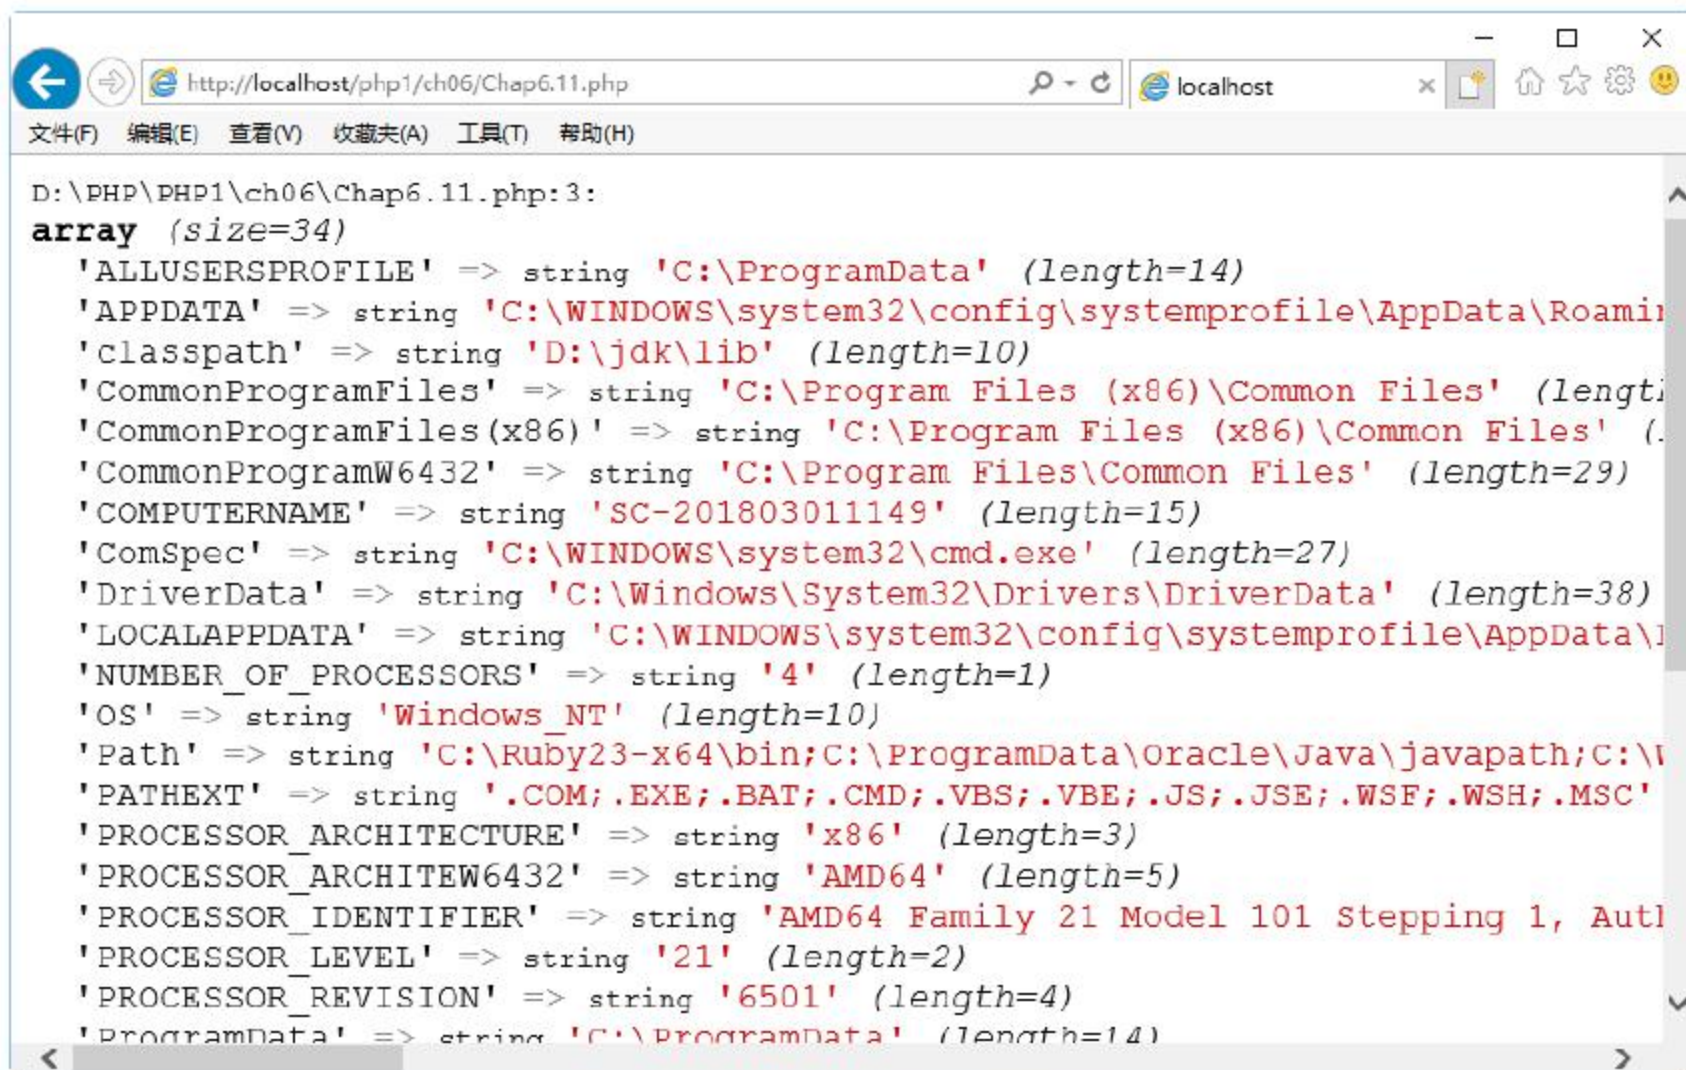 http://localhost/php1/ch06/Chap6.11.php localhost
文件(F) 编辑(E) 查看(V) 收藏夹(A) 工具(T) 帮助(H)
D:\PHP\PHP1\ch06\Chap6.11.php:3:
array (size=34)
'ALLUSERSPROFILE' => string 'C:\ProgramData' (length=14)
'APPDATA' => string 'C:\WINDOWS\system32\config\systemprofile\AppData\Roamin
'classpath' => string 'D:\jdk\lib' (length=10)
'CommonProgramFiles' => string 'C:\Program Files (x86)\Common Files' (lengt
'CommonProgramFiles(x86)' => string 'C:\Program Files (x86)\Common Files' (
'CommonProgramW6432' => string 'C:\Program Files\Common Files' (length=29)
'COMPUTERNAME' => string 'SC-201803011149' (length=15)
'ComSpec' => string 'C:\WINDOWS\system32\cmd.exe' (length=27)
'DriverData' => string 'C:\Windows\System32\Drivers\DriverData' (length=38)
'LOCALAPPDATA' => string 'C:\WINDOWS\system32\config\systemprofile\AppData\
'NUMBER_OF_PROCESSORS' => string '4' (length=1)
'OS' => string 'Windows_NT' (length=10)
'Path' => string 'C:\Ruby23-x64\bin;C:\ProgramData\Oracle\Java\javapath;C:\
'PATHEXT' => string '.COM;.EXE;.BAT;.CMD;.VBS;.VBE;.JS;.JSE;.WSF;.WSH;.MSC'
'PROCESSOR_ARCHITECTURE' => string 'x86' (length=3)
'PROCESSOR_ARCHITEW6432' => string 'AMD64' (length=5)
'PROCESSOR_IDENTIFIER' => string 'AMD64 Family 21 Model 101 Stepping 1, Aut
'PROCESSOR_LEVEL' => string '21' (length=2)
'PROCESSOR_REVISION' => string '6501' (length=4)
'ProgramData' => string 'C:\ProgramData' (length=14)